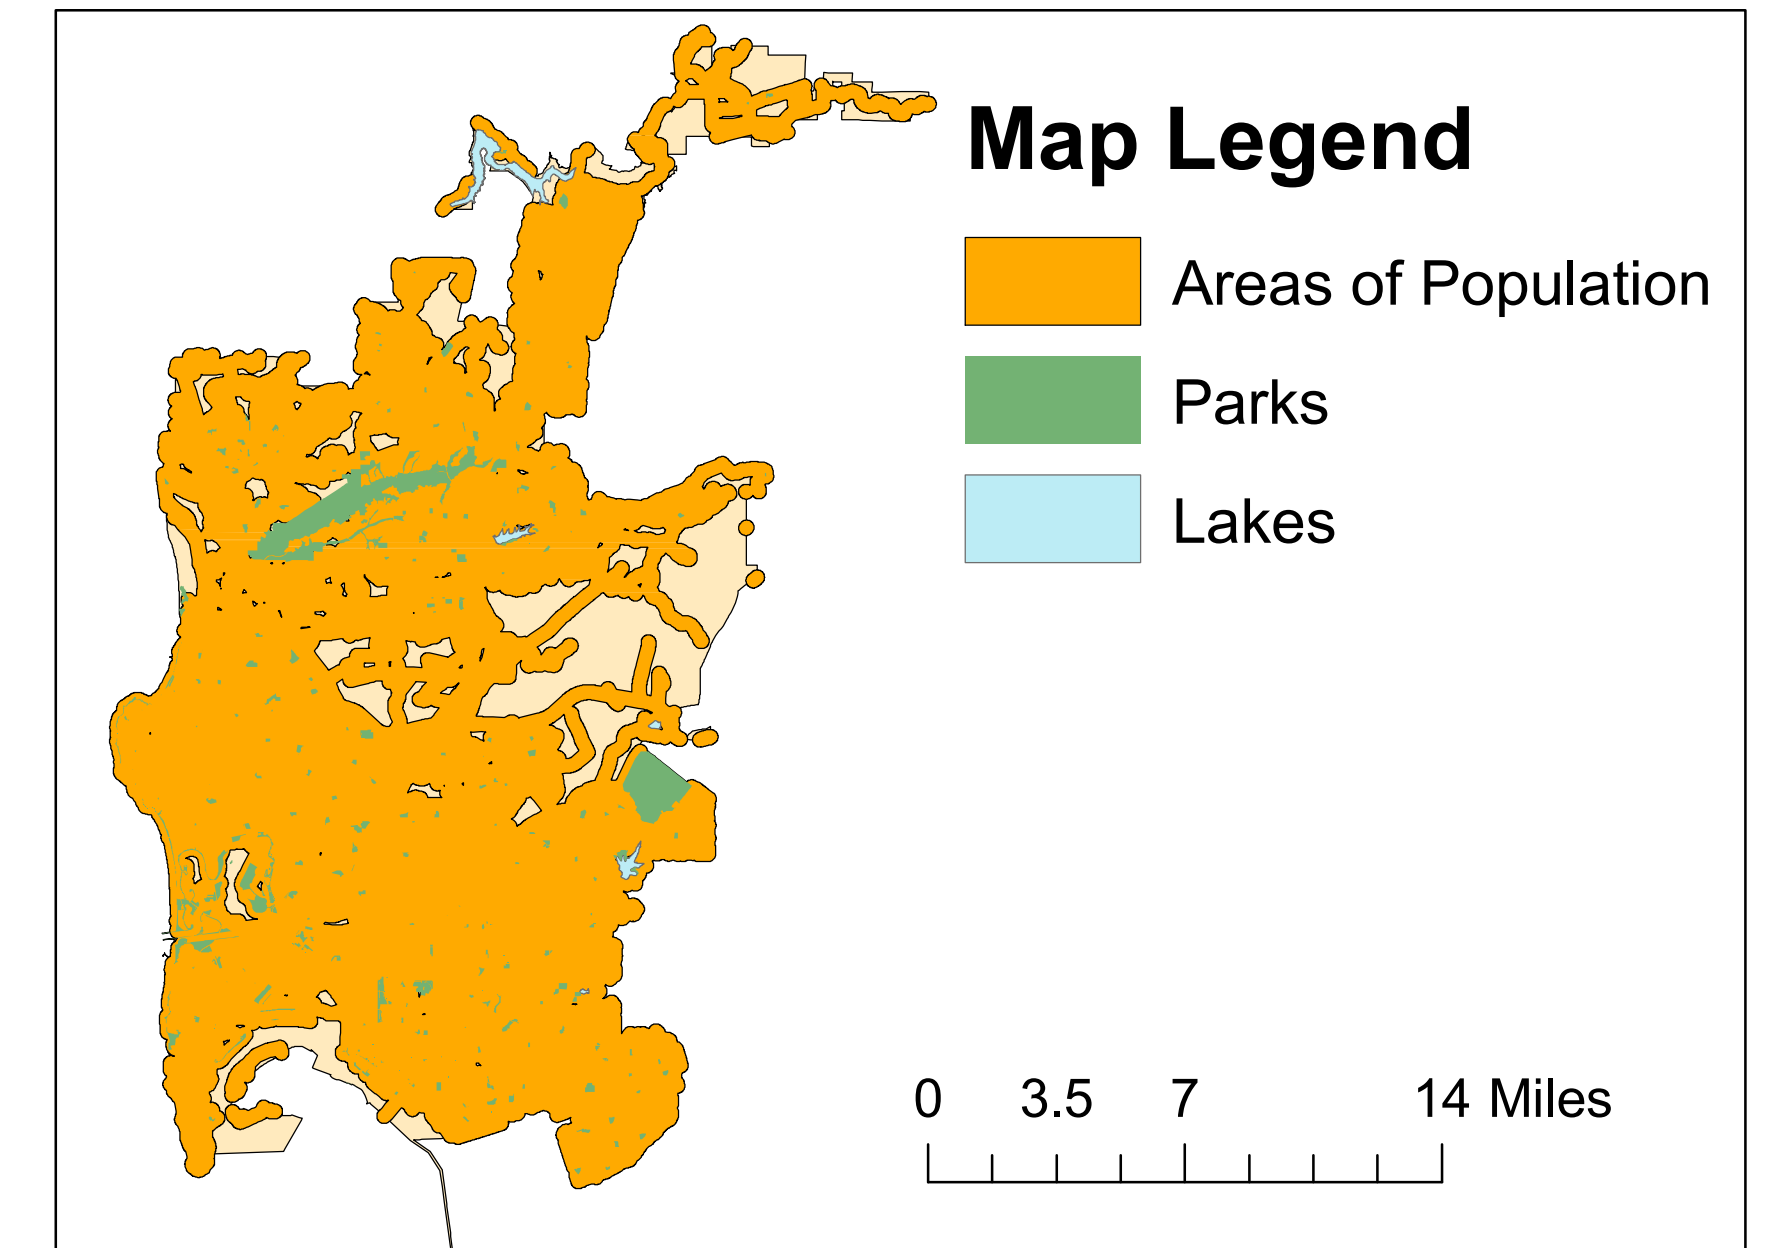 Map Legend
Areas of Population
Parks
Lakes
0 3.5 7 14 Miles